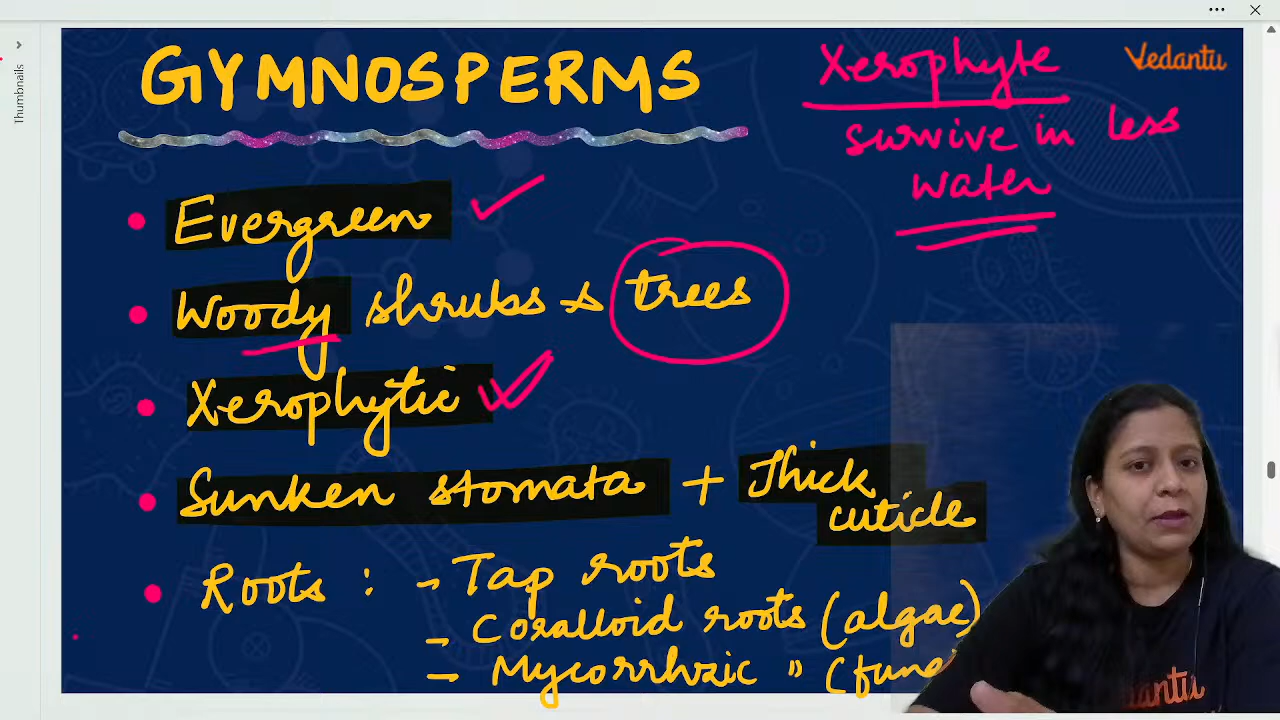 Thumbnails
GYMNOSPERMS
Xerophyte
survive in less
water
Vedantu
Evergreen
Woody shrubs & trees
Xerophytic
Sunken stomata + Thick
cuticle
Roots : - Tap roots
- Coralloid roots (algae)
- Mycorrhzic " (fung